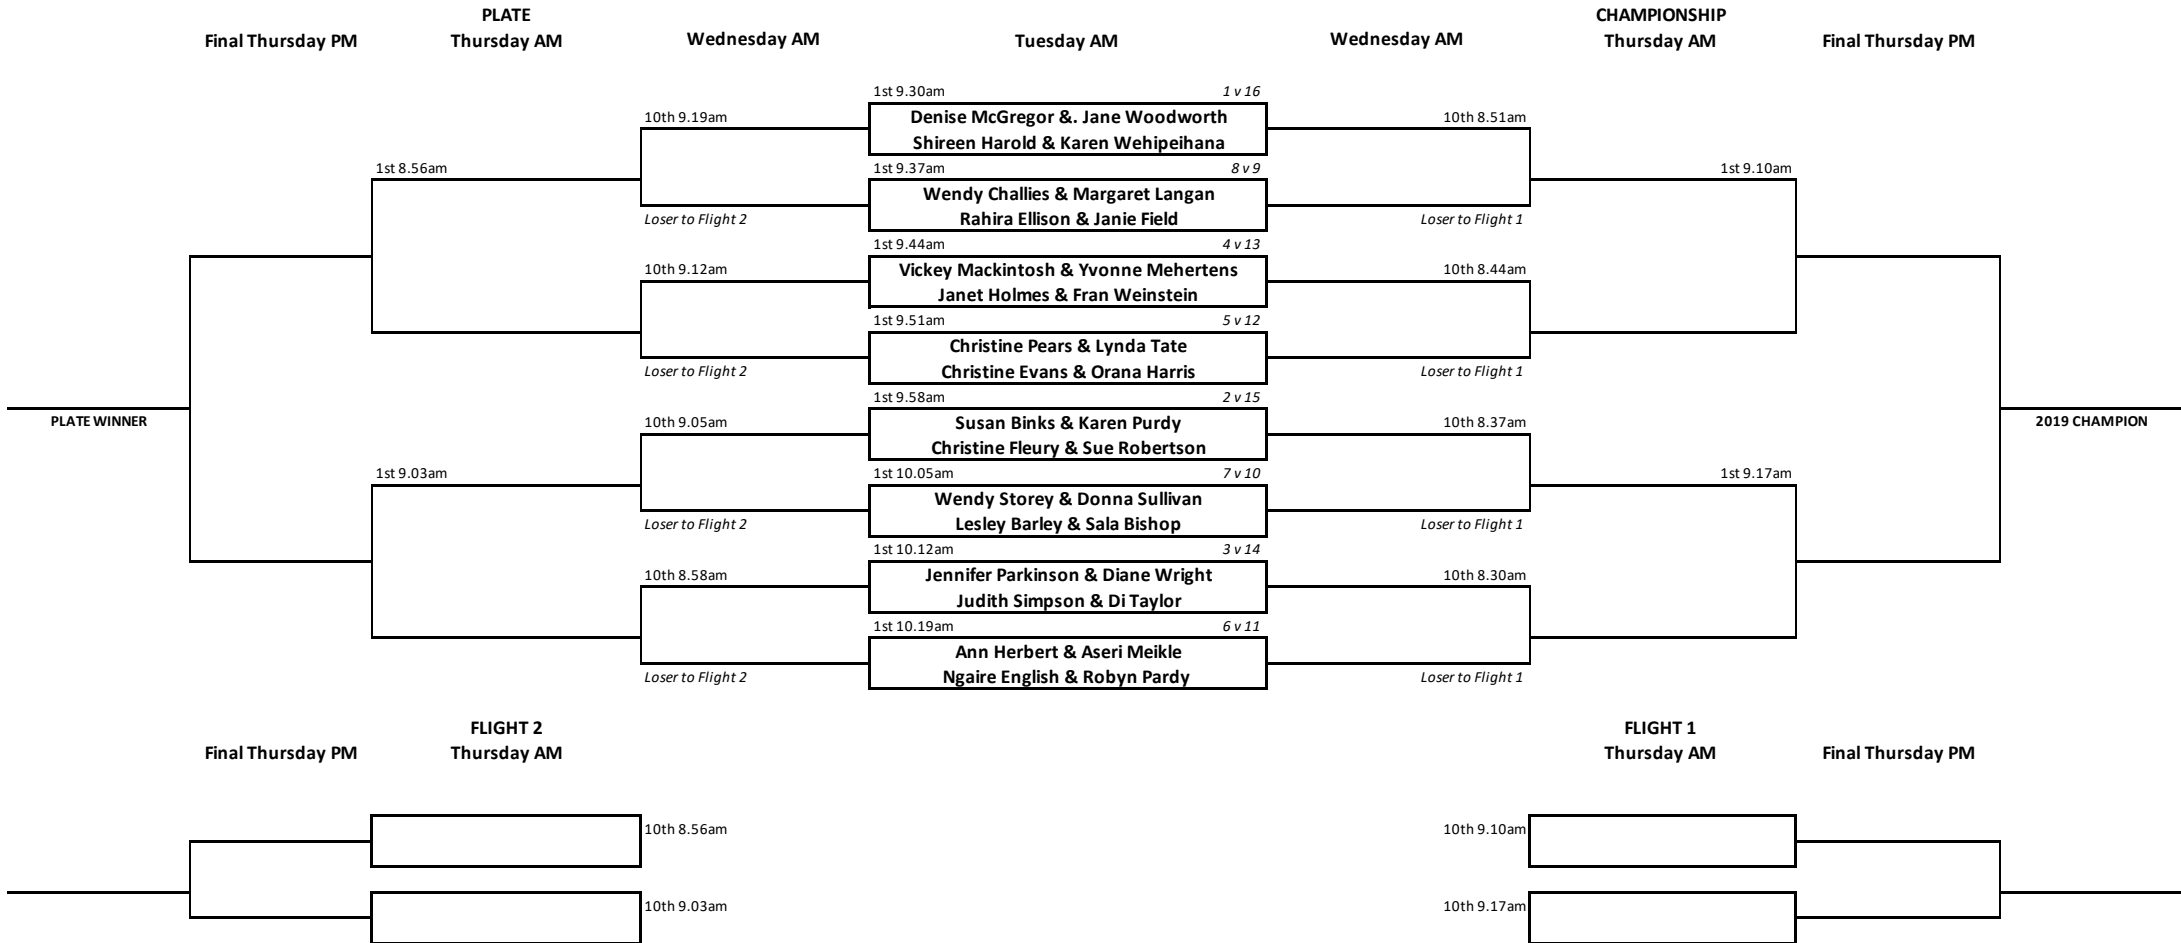 PLATE
CHAMPIONSHIP
Final Thursday PM Thursday AM Wednesday AM Tuesday AM Wednesday AM Thursday AM Final Thursday PM
1st 9.30am 1 v 16
10th 9.19am Denise McGregor &. Jane Woodworth 10th 8.51am
Shireen Harold & Karen Wehipeihana
1st 8.56am 1st 9.37am 8 v 9 1st 9.10am
Wendy Challies & Margaret Langan
Loser to Flight 2 Rahira Ellison & Janie Field Loser to Flight 1
1st 9.44am 4 v 13
10th 9.12am Vickey Mackintosh & Yvonne Mehertens 10th 8.44am
Janet Holmes & Fran Weinstein
1st 9.51am 5 v 12
Christine Pears & Lynda Tate
Loser to Flight 2 Christine Evans & Orana Harris Loser to Flight 1
1st 9.58am 2 v 15
PLATE WINNER 10th 9.05am Susan Binks & Karen Purdy 10th 8.37am 2019 CHAMPION
Christine Fleury & Sue Robertson
1st 9.03am 1st 10.05am 7 v 10 1st 9.17am
Wendy Storey & Donna Sullivan
Loser to Flight 2 Lesley Barley & Sala Bishop Loser to Flight 1
1st 10.12am 3 v 14
10th 8.58am Jennifer Parkinson & Diane Wright 10th 8.30am
Judith Simpson & Di Taylor
1st 10.19am 6 v 11
Ann Herbert & Aseri Meikle
Loser to Flight 2 Ngaire English & Robyn Pardy Loser to Flight 1
FLIGHT 2 FLIGHT 1
Final Thursday PM Thursday AM Thursday AM Final Thursday PM
10th 8.56am 10th 9.10am
10th 9.03am 10th 9.17am